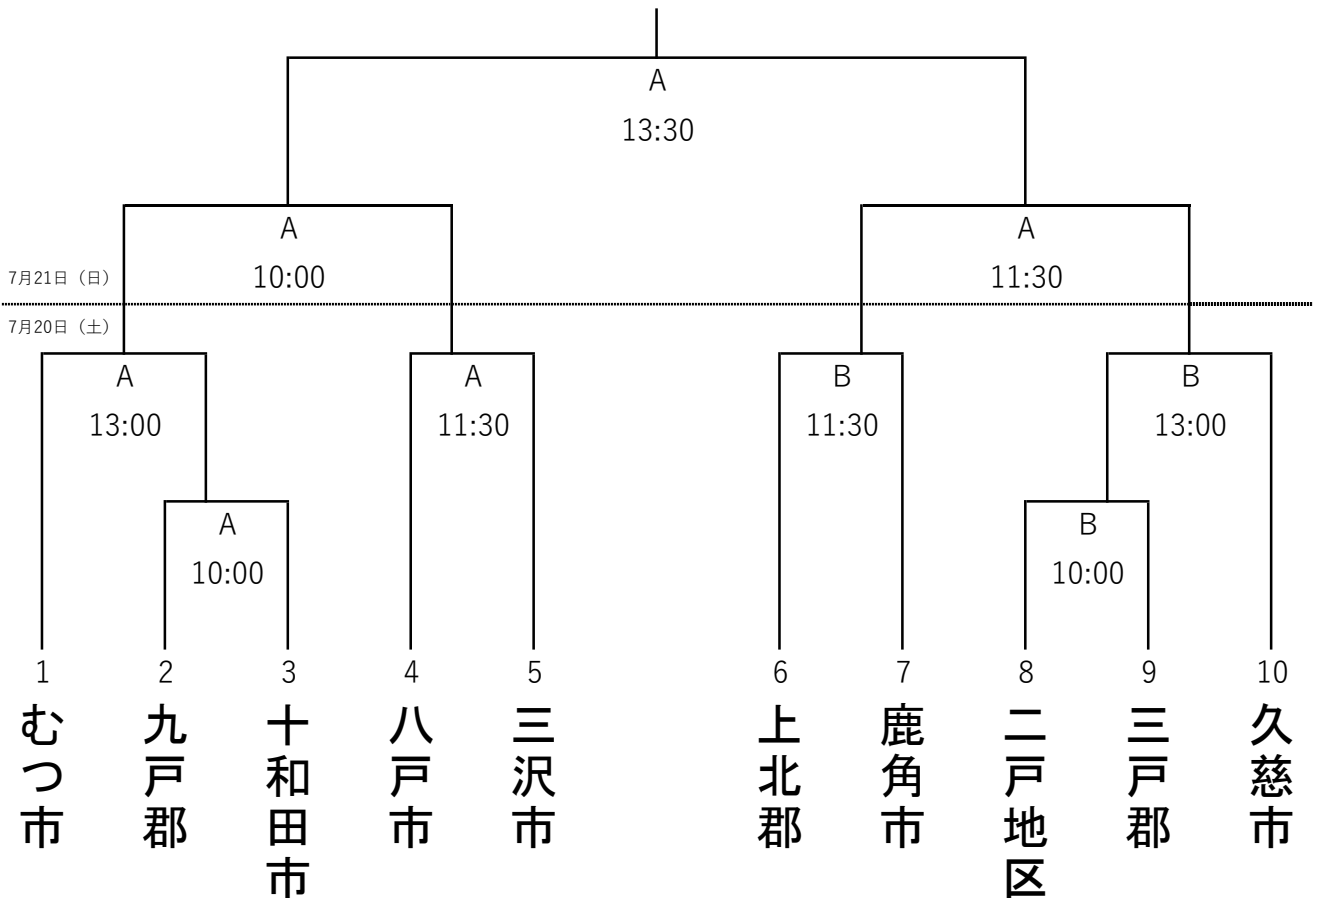 A
13:30
A
10:00
A
11:30
7月21日（日）
7月20日（土）
A
13:00
A
11:30
B
11:30
B
13:00
A
10:00
B
10:00
1
2
3
4
5
6
7
8
9
10
むつ市
九戸郡
十和田市
八戸市
三沢市
上北郡
鹿角市
二戸地区
三戸郡
久慈市